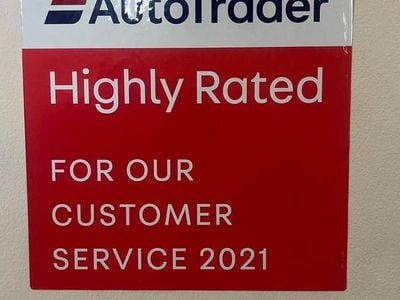 AutoTrader
Highly Rated
FOR OUR
CUSTOMER
SERVICE 2021